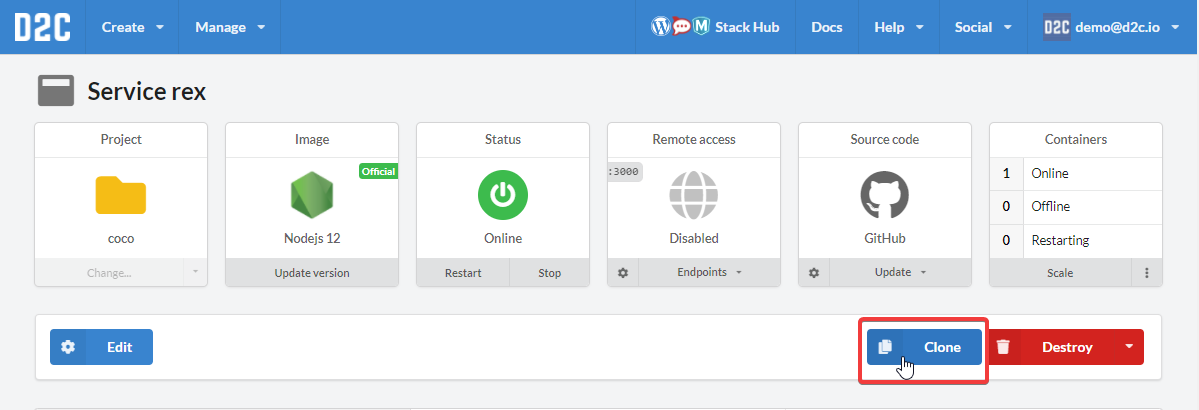 D2C Create Manage Stack Hub Docs Help Social D2C demo@d2c.io
Service rex
Project
coco
Change...
Image
Official
Nodejs 12
Update version
Status
Online
Restart Stop
Remote access
:3000
Disabled
Endpoints
Source code
GitHub
Update
Containers
1 Online
0 Offline
0 Restarting
Scale
Edit Clone Destroy